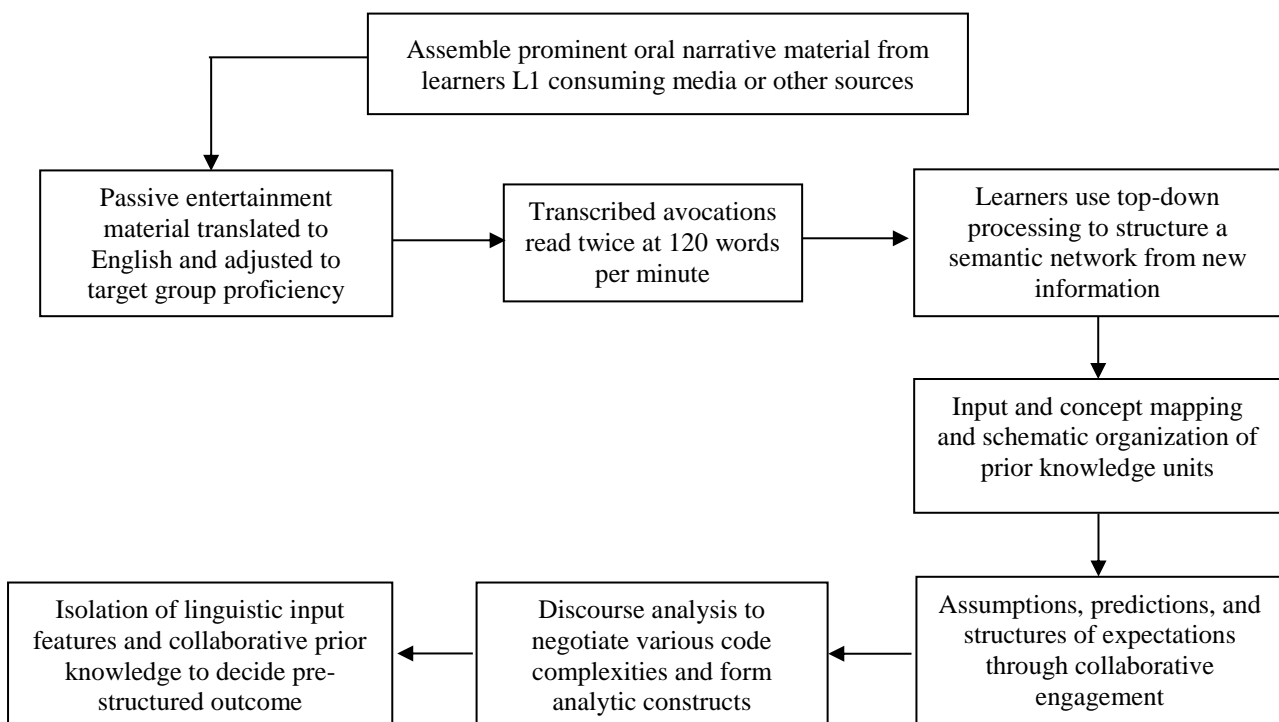 Assemble prominent oral narrative material from
learners L1 consuming media or other sources
Passive entertainment
material translated to
English and adjusted to
target group proficiency
Transcribed avocations
read twice at 120 words
per minute
Learners use top-down
processing to structure a
semantic network from new
information
Input and concept mapping
and schematic organization of
prior knowledge units
Assumptions, predictions, and
structures of expectations
through collaborative
engagement
Discourse analysis to
negotiate various code
complexities and form
analytic constructs
Isolation of linguistic input
features and collaborative prior
knowledge to decide pre-
structured outcome